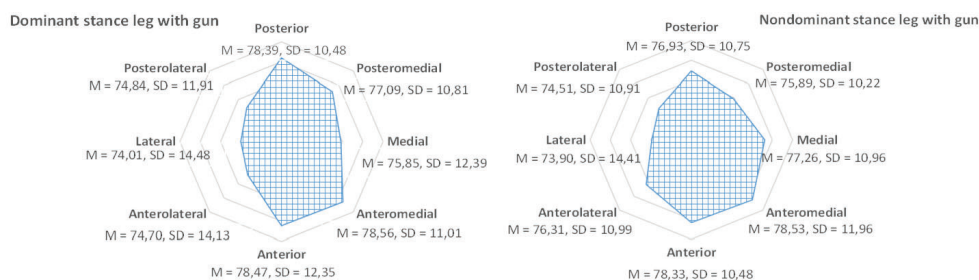 Dominant stance leg with gun
Posterior
M = 78,39, SD = 10,48
Posterolateral
M = 74,84, SD = 11,91
Posteromedial
M = 77,09, SD = 10,81
Lateral
M = 74,01, SD = 14,48
Medial
M = 75,85, SD = 12,39
Anterolateral
M = 74,70, SD = 14,13
Anteromedial
M = 78,56, SD = 11,01
Anterior
M = 78,47, SD = 12,35
Nondominant stance leg with gun
Posterior
M = 76,93, SD = 10,75
Posterolateral
M = 74,51, SD = 10,91
Posteromedial
M = 75,89, SD = 10,22
Lateral
M = 73,90, SD = 14,41
Medial
M = 77,26, SD = 10,96
Anterolateral
M = 76,31, SD = 10,99
Anteromedial
M = 78,53, SD = 11,96
Anterior
M = 78,33, SD = 10,48